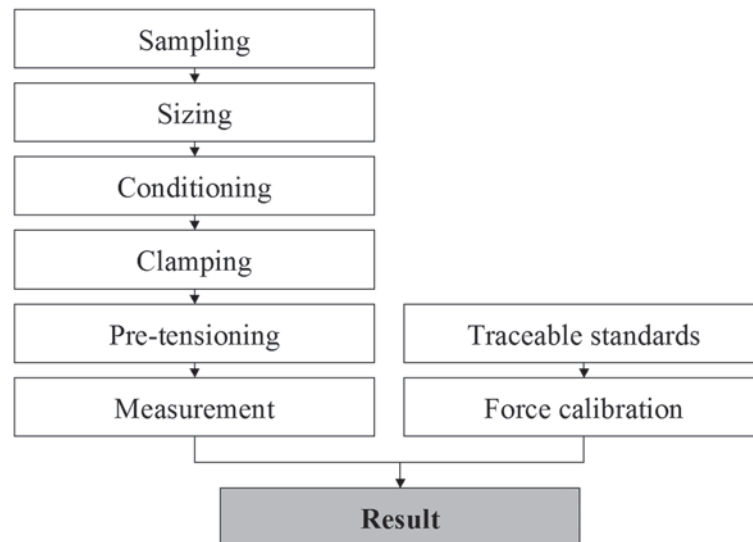 Sampling
Sizing
Conditioning
Clamping
Pre-tensioning
Measurement
Traceable standards
Force calibration
Result